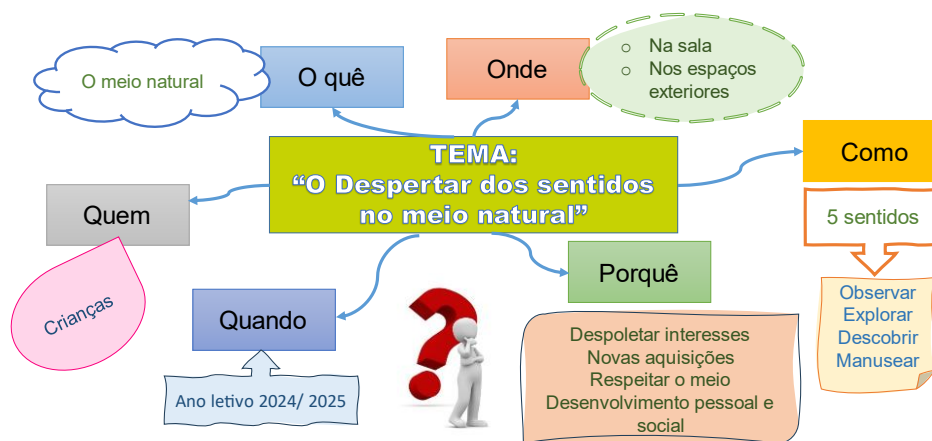 O quê
O meio natural
Onde
o Na sala
o Nos espaços
exteriores
TEMA:
“O Despertar dos sentidos
no meio natural”
Como
5 sentidos
Observar
Explorar
Descobrir
Manusear
Quem
Crianças
Quando
Ano letivo 2024/ 2025
Porquê
Despoletar interesses
Novas aquisições
Respeitar o meio
Desenvolvimento pessoal e
social